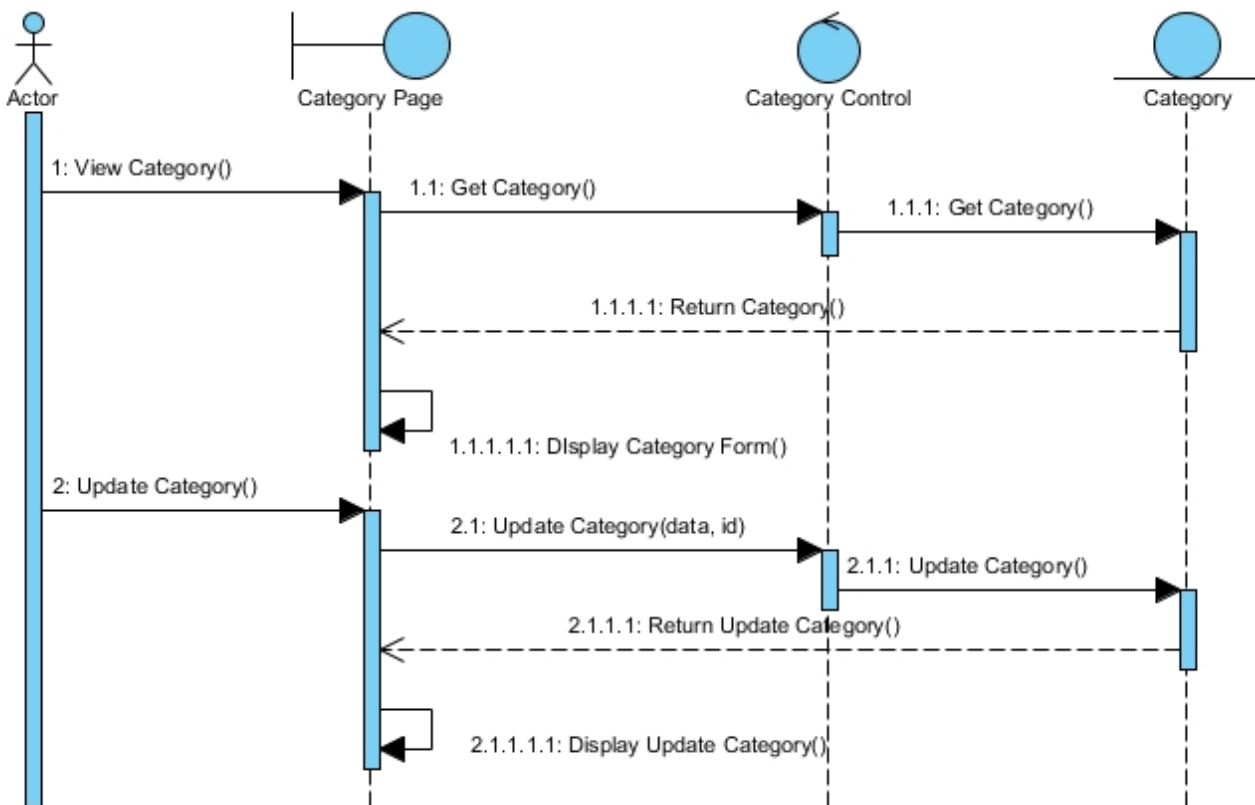 Actor
Category Page
Category Control
Category
1: View Category()
1.1: Get Category()
1.1.1: Get Category()
1.1.1.1: Return Category()
1.1.1.1.1: DIsplay Category Form()
2: Update Category()
2.1: Update Category(data, id)
2.1.1: Update Category()
2.1.1.1: Return Update Category()
2.1.1.1.1: Display Update Category()